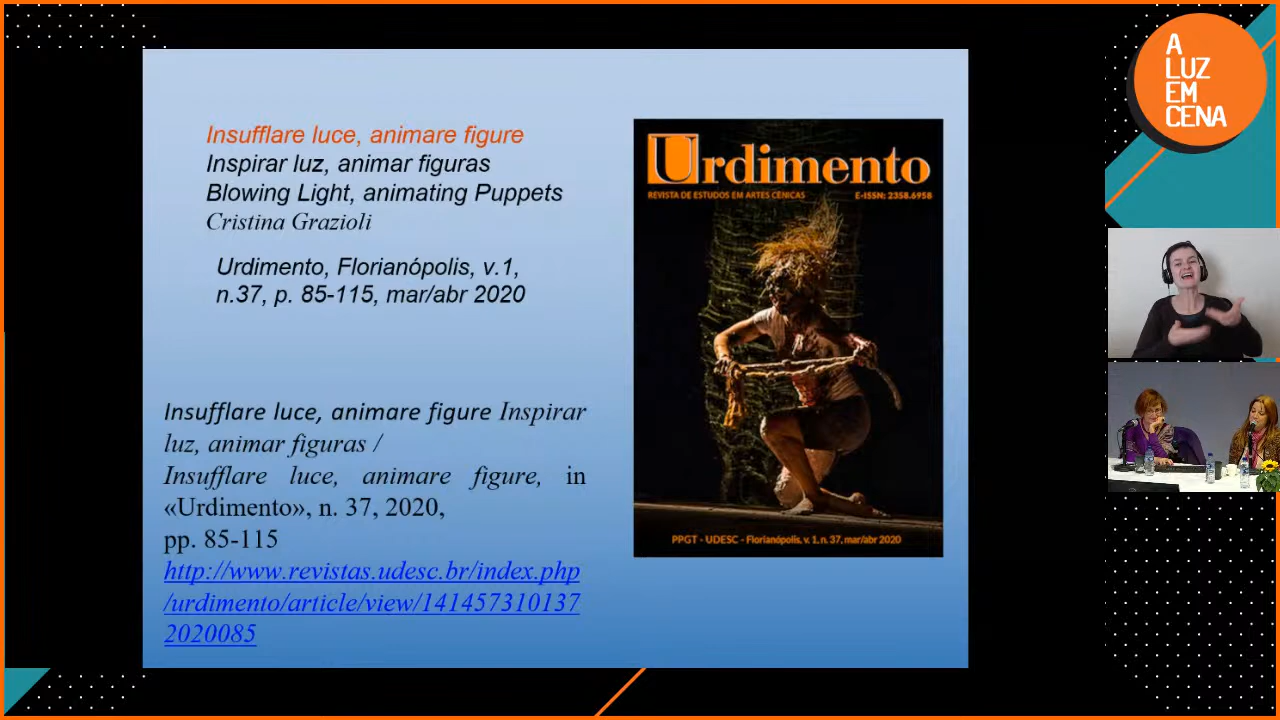 Insufflare luce, animare figure
Inspirar luz, animar figuras
Blowing Light, animating Puppets
Cristina Grazioli
Urdimento, Florianópolis, v.1,
n.37, p. 85-115, mar/abr 2020
Insufflare luce, animare figure Inspirar
luz, animar figuras /
Insufflare luce, animare figure, in
«Urdimento», n. 37, 2020,
pp. 85-115
http://www.revistas.udesc.br/index.php
/urdimento/article/view/141457310137
2020085
Urdimento
REVISTA DE ESTUDOS EM ARTES CÊNICAS
E-ISSN: 2358.6958
PPGT - UDESC - Florianópolis, v. 1, n. 37, mar/abr 2020
A
LUZ
EM
CENA